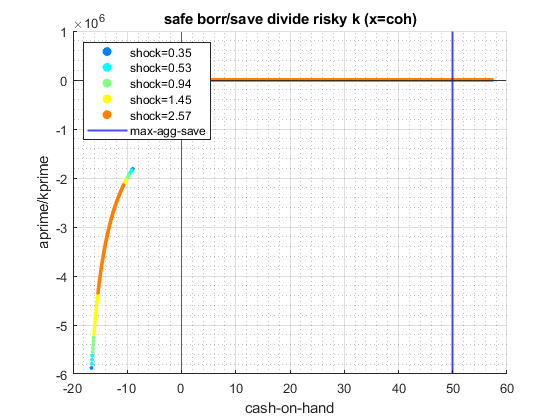 safe borr/save divide risky k (x=coh)
×10^6
1
0
-1
-2
-3
-4
-5
-6
aprime/kprime
shock=0.35
shock=0.53
shock=0.94
shock=1.45
shock=2.57
max-agg-save
-20 -10 0 10 20 30 40 50 60
cash-on-hand